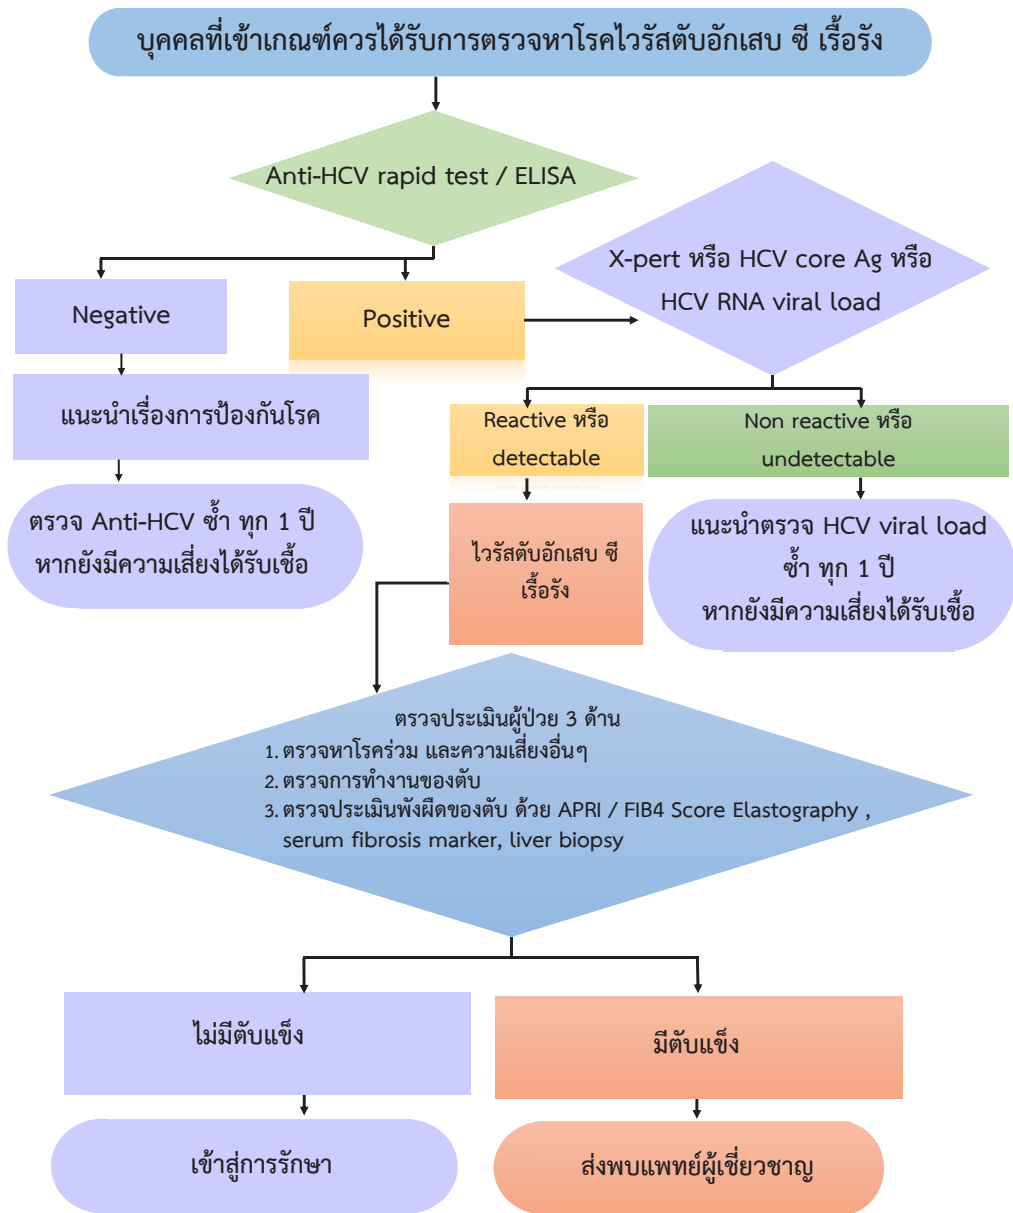 บุคคลที่เข้าเกณฑ์ควรได้รับการตรวจหาโรคไวรัสตับอักเสบ ซี เรื้อรัง
Anti-HCV rapid test / ELISA
X-pert หรือ HCV core Ag หรือ
HCV RNA viral load
Negative
Positive
แนะนำเรื่องการป้องกันโรค
Reactive หรือ
detectable
Non reactive หรือ
undetectable
ตรวจ Anti-HCV ซ้ำ ทุก 1 ปี
หากยังมีความเสี่ยงได้รับเชื้อ
ไวรัสตับอักเสบ ซี
เรื้อรัง
แนะนำตรวจ HCV viral load
ซ้ำ ทุก 1 ปี
หากยังมีความเสี่ยงได้รับเชื้อ
ตรวจประเมินผู้ป่วย 3 ด้าน
1. ตรวจหาโรคร่วม และความเสี่ยงอื่นๆ
2. ตรวจการทำงานของตับ
3. ตรวจประเมินพังผืดของตับ ด้วย APRI / FIB4 Score Elastography ,
serum fibrosis marker, liver biopsy
ไม่มีตับแข็ง
มีตับแข็ง
เข้าสู่การรักษา
ส่งพบแพทย์ผู้เชี่ยวชาญ